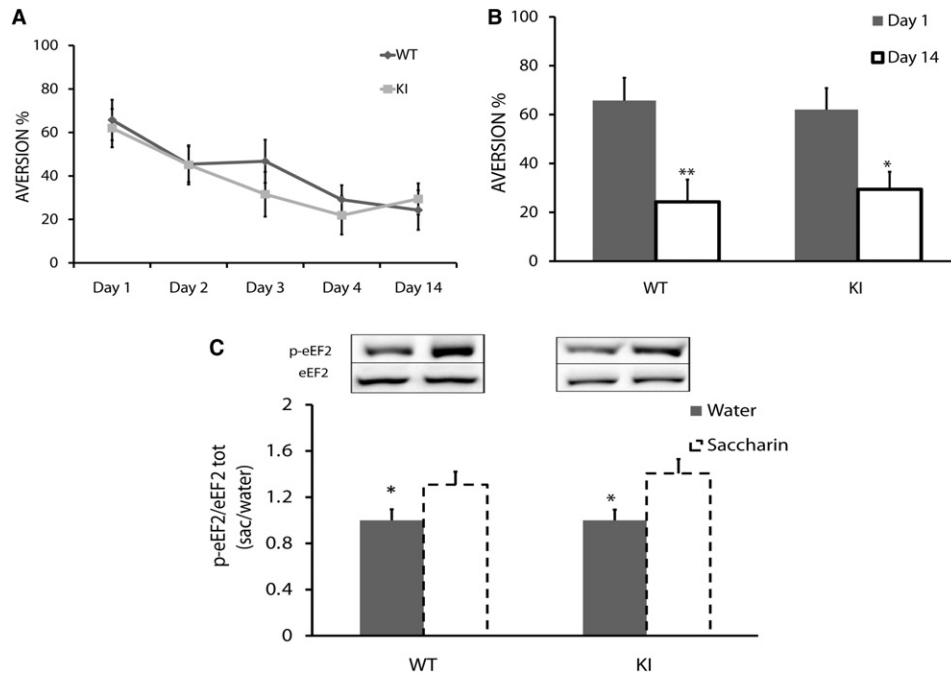 A
100
80
60
40
20
0
AVERSION %
WT
KI
Day 1 Day 2 Day 3 Day 4 Day 14
B
100
80
60
40
20
0
AVERSION %
Day 1
Day 14
**
*
WT KI
C
p-eEF2
eEF2
2
1.6
1.2
0.8
0.4
0
p-eEF2/eEF2 tot
(sac/water)
Water
Saccharin
*
*
WT KI